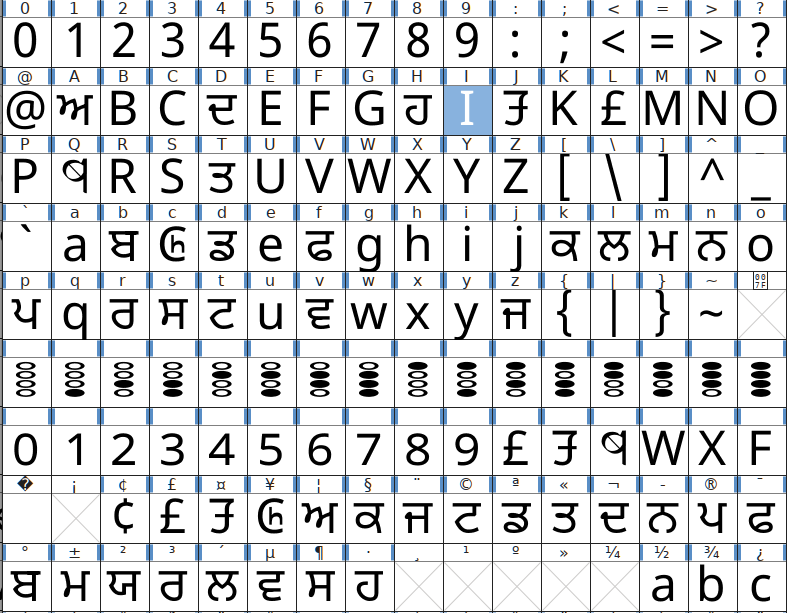 0 1 2 3 4 5 6 7 8 9 : ; < = > ?
0 1 2 3 4 5 6 7 8 9 : ; < = > ?
@ A B C D E F G H I J K L M N O
@ ਅ B C ਦ E F G ਹ I K £ M N O
P Q R S T U V W X Y Z [ \ ] ^ _
P R S ਤ U V W X Y Z [ \ ] ^ _
` a b c d e f g h i j k l m n o
` a ਬ ਡ e ਫ g h i j ਕ ਲ ਮ ਨ o
p q r s t u v w x y z { | } ~
ਪ q ਰ ਸ ਟ u ਵ w x y ਜ { | } ~
0 1 2 3 4 5 6 7 8 9 £ W X F
� ¡ ¢ £ ¤ ¥ ¦ § ¨ © ª « ¬ - ® ¯
¢ £ ਅ ਕ ਜ ਟ ਡ ਤ ਦ ਨ ਪ ਫ
° ± ² ³ ´ µ ¶ · ¸ ¹ º » ¼ ½ ¾ ¿
ਬ ਮ ਯ ਰ ਲ ਵ ਸ ਹ a b c